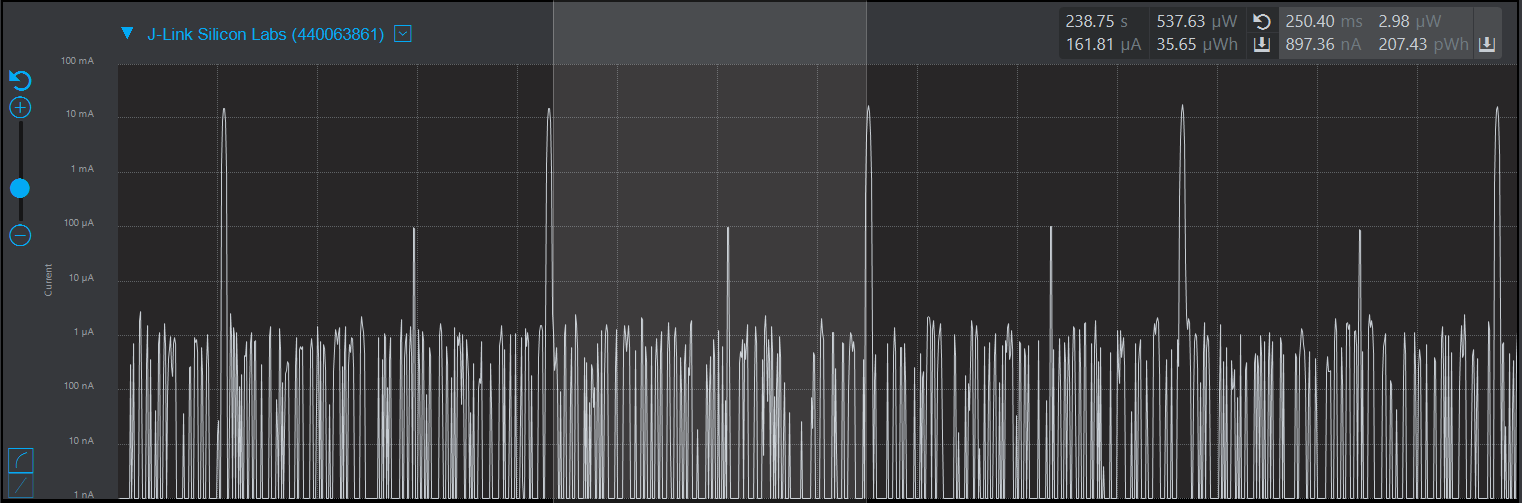 J-Link Silicon Labs (440063861)
238.75 s 537.63 µW 250.40 ms 2.98 µW
161.81 µA 35.65 µWh 897.36 nA 207.43 pWh
100 mA
10 mA
1 mA
100 µA
10 µA
Current
1 µA
100 nA
10 nA
1 nA